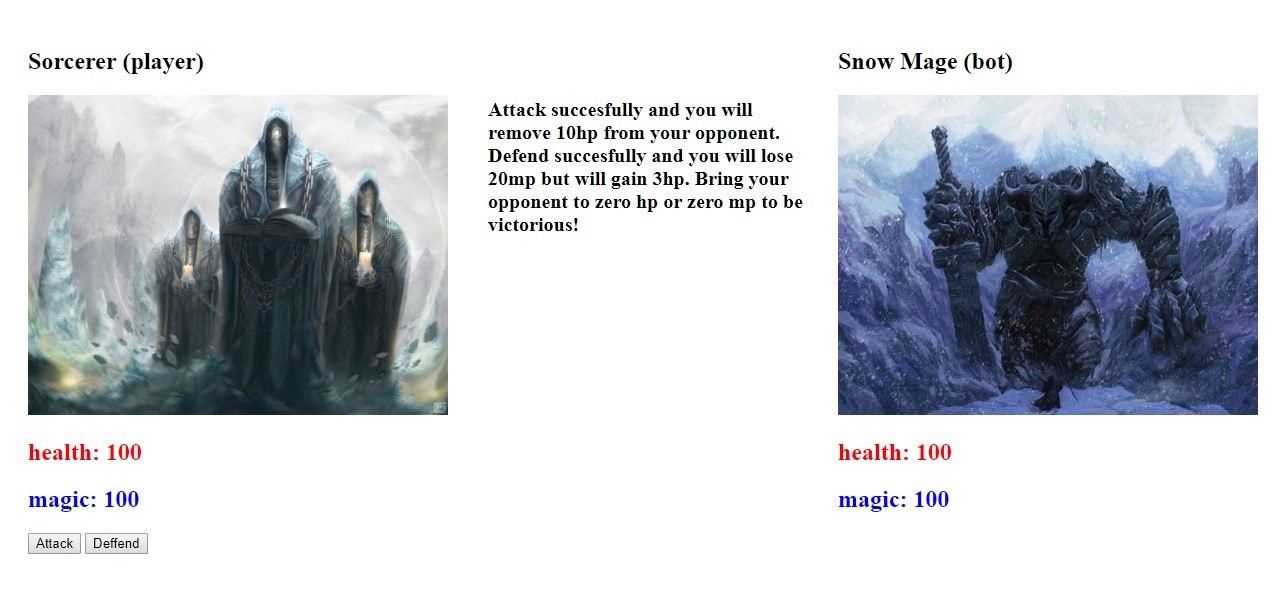 Sorcerer (player)
Attack succesfully and you will
remove 10hp from your opponent.
Defend succesfully and you will lose
20mp but will gain 3hp. Bring your
opponent to zero hp or zero mp to be
victorious!
Snow Mage (bot)
health: 100
magic: 100
Attack Deffend
health: 100
magic: 100